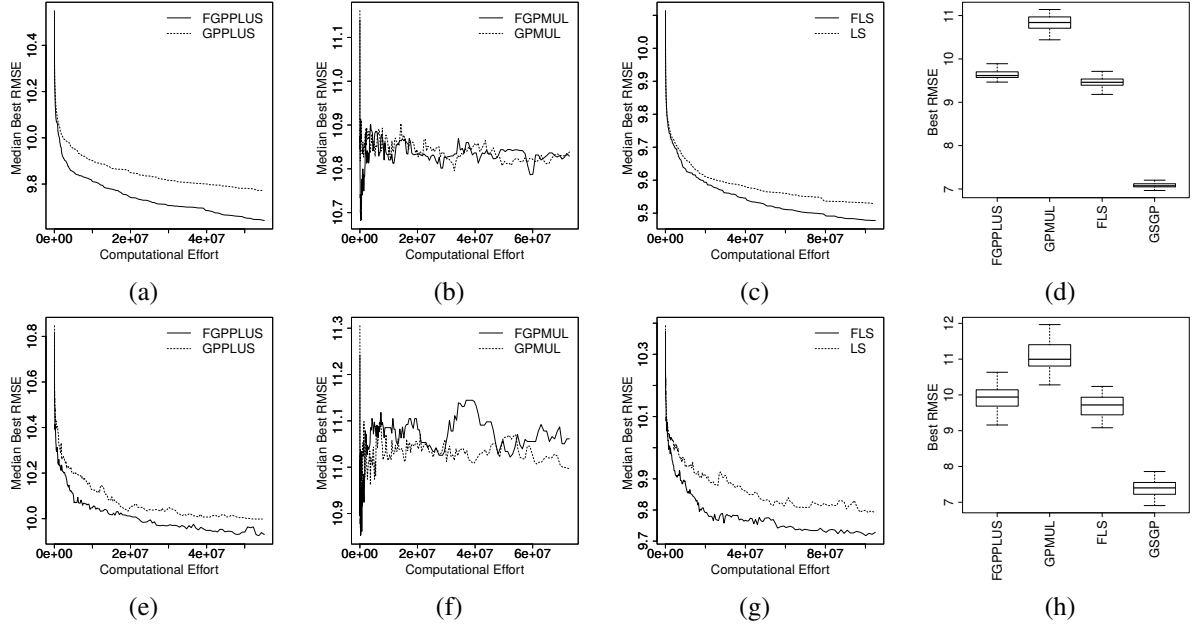 FGPPLUS
GPPLUS
Median Best RMSE
10.4
10.2
10.0
9.8
0e+00 2e+07 4e+07
Computational Effort
(a)
FGPMUL
GPMUL
Median Best RMSE
11.1
11.0
10.9
10.8
10.7
0e+00 2e+07 4e+07 6e+07
Computational Effort
(b)
FLS
LS
Median Best RMSE
10.0
9.9
9.8
9.7
9.6
9.5
0e+00 4e+07 8e+07
Computational Effort
(c)
Best RMSE
11
10
9
8
7
FGPPLUS
GPMUL
FLS
GSGP
(d)
FGPPLUS
GPPLUS
Median Best RMSE
10.8
10.6
10.4
10.2
10.0
0e+00 2e+07 4e+07
Computational Effort
(e)
FGPMUL
GPMUL
Median Best RMSE
11.3
11.2
11.1
11.0
10.9
0e+00 2e+07 4e+07 6e+07
Computational Effort
(f)
FLS
LS
Median Best RMSE
10.3
10.1
9.9
9.8
9.7
0e+00 4e+07 8e+07
Computational Effort
(g)
Best RMSE
12
11
10
9
8
7
FGPPLUS
GPMUL
FLS
GSGP
(h)